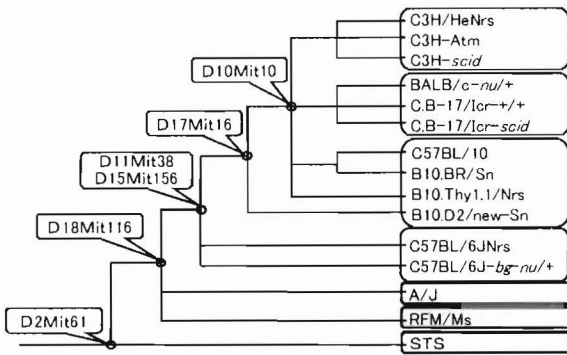 C3H/HeNrs
C3H-Atm
C3H-scid
D10Mit10
BALB/c-nu/+
C.B-17/Icr-+/+
C.B-17/Icr-scid
D17Mit16
C57BL/10
B10.BR/Sn
D11Mit38
D15Mit156
B10.Thy1.1/Nrs
B10.D2/new-Sn
D18Mit116
C57BL/6JNrs
C57BL/6J-bg-nu/+
A/J
D2Mit61
RFM/Ms
STS